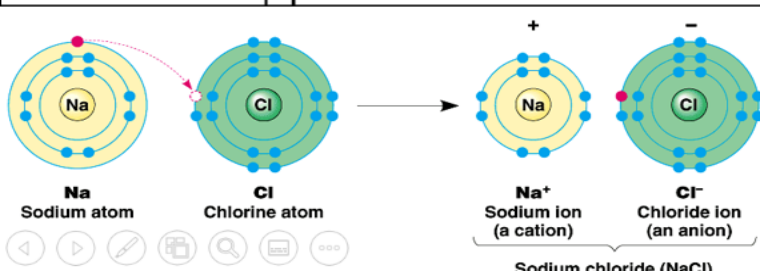 +
−
Na
Cl
Na
Cl
Na
Sodium atom
Cl
Chlorine atom
Na⁺
Sodium ion
(a cation)
Cl⁻
Chloride ion
(an anion)
Sodium chloride (NaCl)